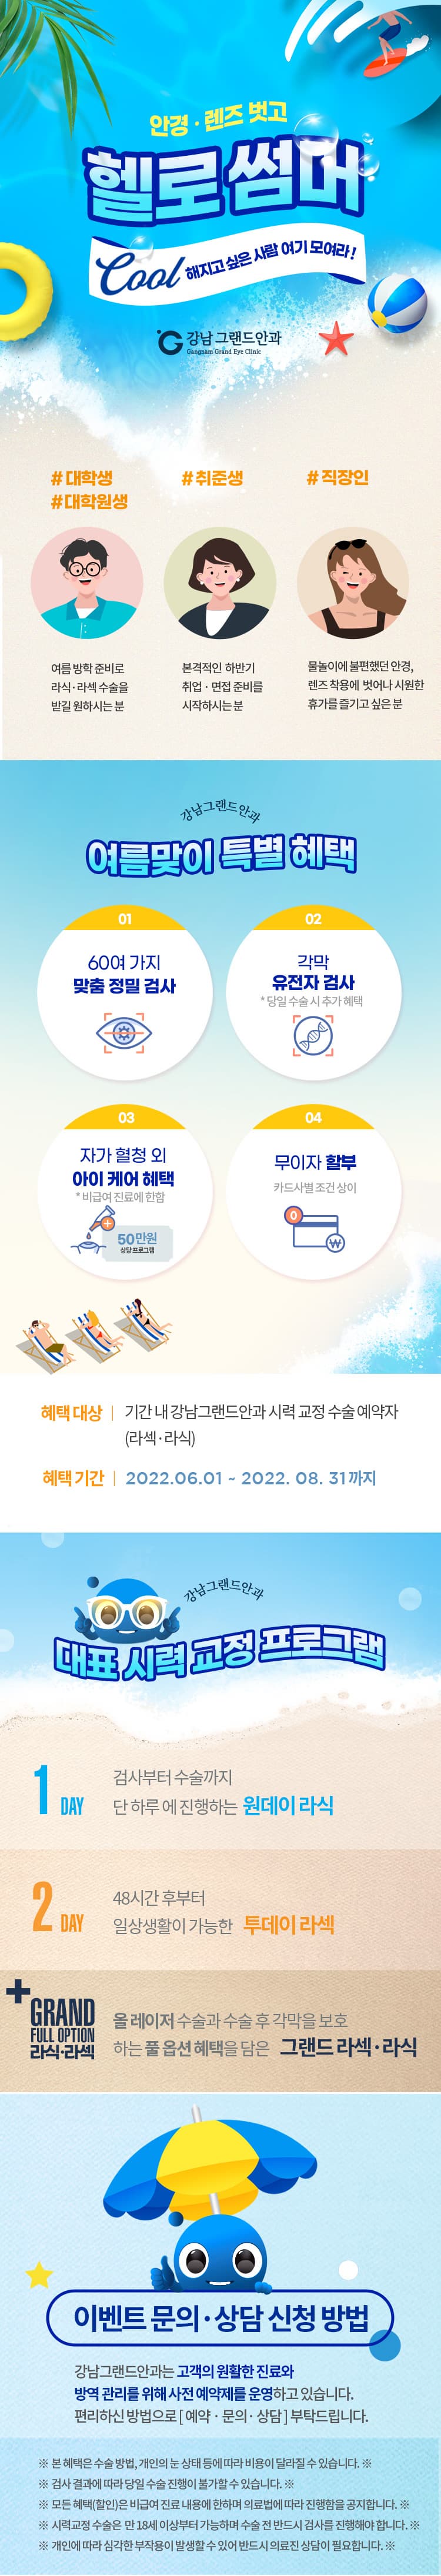 안경·렌즈 벗고
헬로썸머
Cool 해지고 싶은 사람 여기 모여라!
강남 그랜드안과
Gangnam Grand Eye Clinic
#대학생
#대학원생
#취준생
#직장인
여름 방학 준비로
라식·라섹 수술을
받길 원하시는 분
본격적인 하반기
취업·면접 준비를
시작하시는 분
물놀이에 불편했던 안경,
렌즈 착용에 벗어나 시원한
휴가를 즐기고 싶은 분
강남그랜드안과
여름맞이 특별 혜택
01
60여 가지
맞춤 정밀 검사
02
각막
유전자 검사
* 당일 수술 시 추가 혜택
03
자가 혈청 외
아이 케어 혜택
* 비급여 진료에 한함
50만원
상당 프로그램
04
무이자 할부
카드사별 조건 상이
0
₩
혜택 대상 | 기간 내 강남그랜드안과 시력 교정 수술 예약자
(라섹·라식)
혜택 기간 | 2022.06.01 ~ 2022. 08. 31까지
강남그랜드안과
대표 시력 교정 프로그램
1 DAY
검사부터 수술까지
단 하루 에 진행하는 원데이 라식
2 DAY
48시간 후부터
일상생활이 가능한 투데이 라섹
+
GRAND
FULL OPTION
라식·라섹
올 레이저 수술과 수술 후 각막을 보호
하는 풀 옵션 혜택을 담은 그랜드 라섹·라식
이벤트 문의·상담 신청 방법
강남그랜드안과는 고객의 원활한 진료와
방역 관리를 위해 사전 예약제를 운영하고 있습니다.
편리하신 방법으로 [ 예약 · 문의 · 상담 ] 부탁드립니다.
※ 본 혜택은 수술 방법, 개인의 눈 상태 등에 따라 비용이 달라질 수 있습니다. ※
※ 검사 결과에 따라 당일 수술 진행이 불가할 수 있습니다. ※
※ 모든 혜택(할인)은 비급여 진료 내용에 한하며 의료법에 따라 진행함을 공지합니다. ※
※ 시력교정 수술은 만 18세 이상부터 가능하며 수술 전 반드시 검사를 진행해야 합니다. ※
※ 개인에 따라 심각한 부작용이 발생할 수 있어 반드시 의료진 상담이 필요합니다. ※